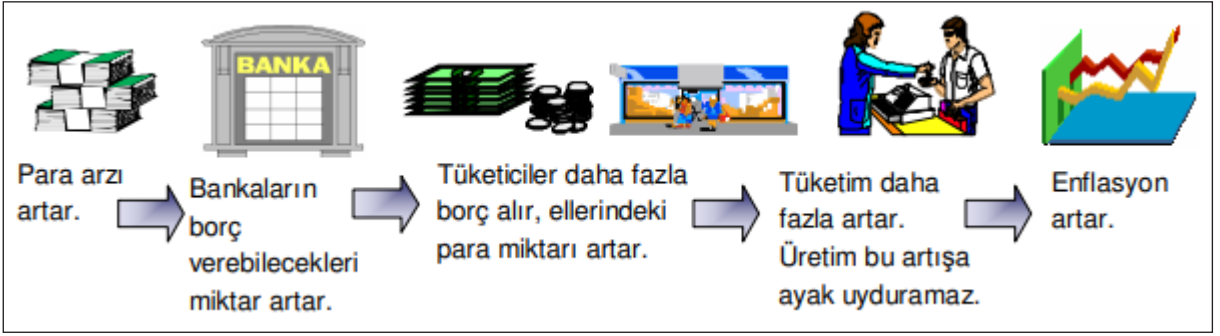 BANKA
Para arzı
artar.
Bankaların
borç
verebilecekleri
miktar artar.
Tüketiciler daha fazla
borç alır, ellerindeki
para miktarı artar.
Tüketim daha
fazla artar.
Üretim bu artışa
ayak uyduramaz.
Enflasyon
artar.